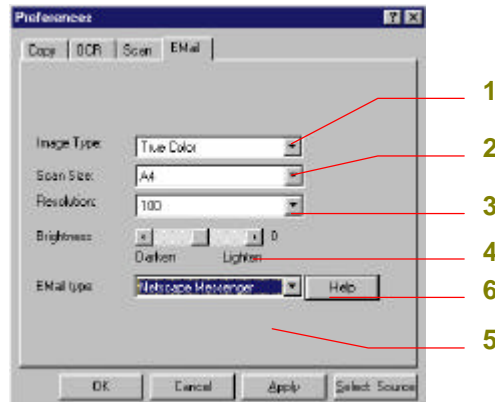 Preferences
Copy OCR Scan EMail
1
Image Type: True Color
2
Scan Size: A4
Resolution: 100
3
Brightness: 0
Darken Lighten
4
EMail type: Netscape Messenger Help
6
5
OK Cancel Apply Select Source